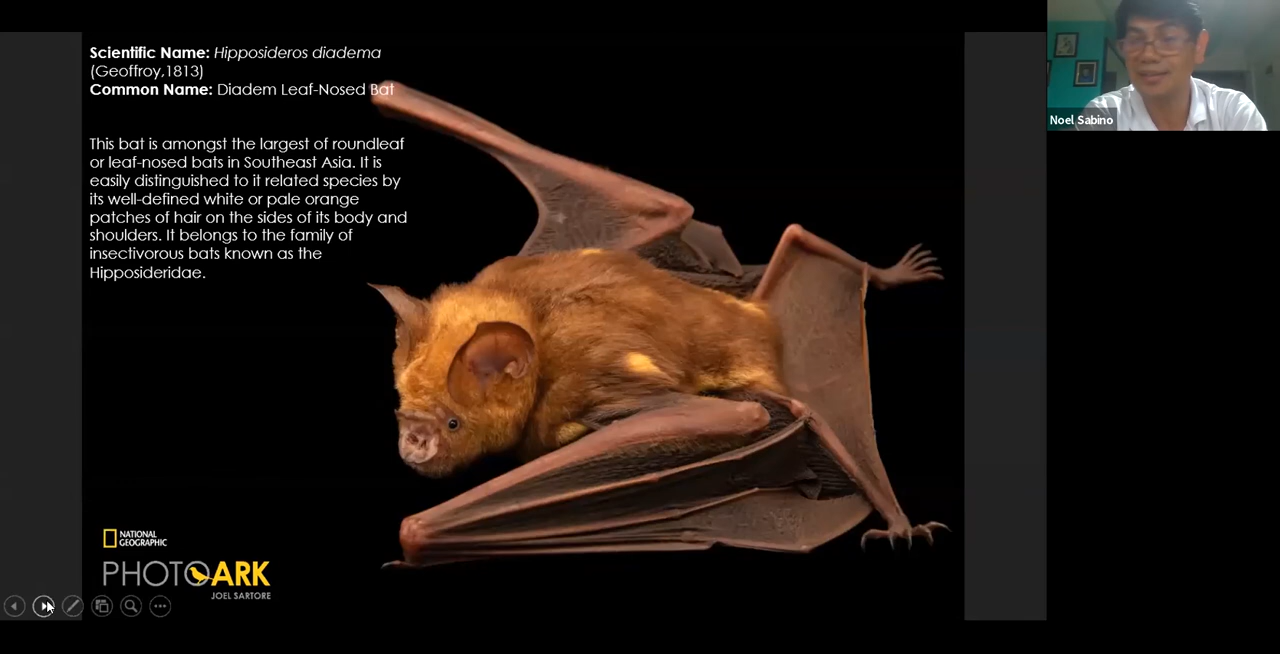 Scientific Name: Hipposideros diadema
(Geoffroy,1813)
Common Name: Diadem Leaf-Nosed Bat
This bat is amongst the largest of roundleaf
or leaf-nosed bats in Southeast Asia. It is
easily distinguished to it related species by
its well-defined white or pale orange
patches of hair on the sides of its body and
shoulders. It belongs to the family of
insectivorous bats known as the
Hipposideridae.
NATIONAL
GEOGRAPHIC
PHOTOARK
JOEL SARTORE
Noel Sabino